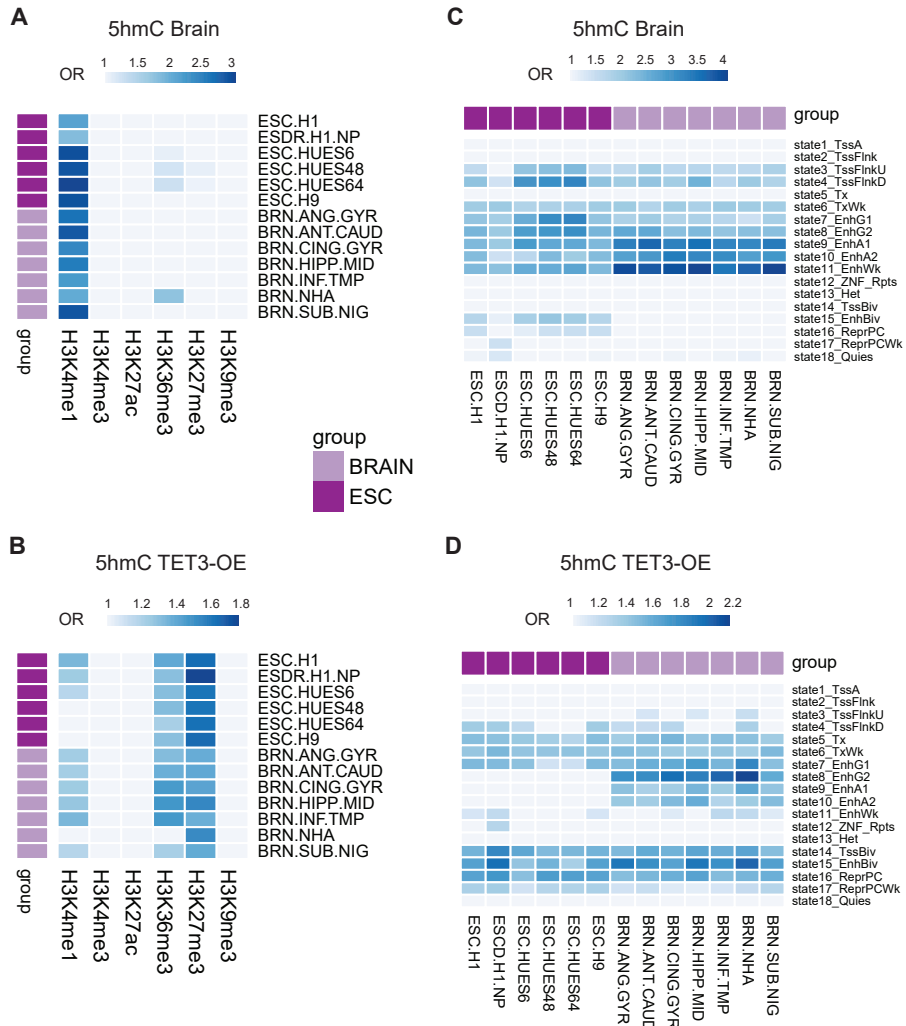 A
5hmC Brain
OR
1 1.5 2 2.5 3
ESC.H1
ESDR.H1.NP
ESC.HUES6
ESC.HUES48
ESC.HUES64
ESC.H9
BRN.ANG.GYR
BRN.ANT.CAUD
BRN.CING.GYR
BRN.HIPP.MID
BRN.INF.TMP
BRN.NHA
BRN.SUB.NIG
group
H3K4me1
H3K4me3
H3K27ac
H3K36me3
H3K27me3
H3K9me3
group
BRAIN
ESC
B
5hmC TET3-OE
OR
1 1.2 1.4 1.6 1.8
ESC.H1
ESDR.H1.NP
ESC.HUES6
ESC.HUES48
ESC.HUES64
ESC.H9
BRN.ANG.GYR
BRN.ANT.CAUD
BRN.CING.GYR
BRN.HIPP.MID
BRN.INF.TMP
BRN.NHA
BRN.SUB.NIG
group
H3K4me1
H3K4me3
H3K27ac
H3K36me3
H3K27me3
H3K9me3
C
5hmC Brain
OR
1 1.5 2 2.5 3 3.5 4
group
state1_TssA
state2_TssFlnk
state3_TssFlnkU
state4_TssFlnkD
state5_Tx
state6_TxWk
state7_EnhG1
state8_EnhG2
state9_EnhA1
state10_EnhA2
state11_EnhWk
state12_ZNF_Rpts
state13_Het
state14_TssBiv
state15_EnhBiv
state16_ReprPC
state17_ReprPCWk
state18_Quies
ESC.H1
ESCD.H1.NP
ESC.HUES6
ESC.HUES48
ESC.HUES64
ESC.H9
BRN.ANG.GYR
BRN.ANT.CAUD
BRN.CING.GYR
BRN.HIPP.MID
BRN.INF.TMP
BRN.NHA
BRN.SUB.NIG
D
5hmC TET3-OE
OR
1 1.2 1.4 1.6 1.8 2 2.2
group
state1_TssA
state2_TssFlnk
state3_TssFlnkU
state4_TssFlnkD
state5_Tx
state6_TxWk
state7_EnhG1
state8_EnhG2
state9_EnhA1
state10_EnhA2
state11_EnhWk
state12_ZNF_Rpts
state13_Het
state14_TssBiv
state15_EnhBiv
state16_ReprPC
state17_ReprPCWk
state18_Quies
ESC.H1
ESCD.H1.NP
ESC.HUES6
ESC.HUES48
ESC.HUES64
ESC.H9
BRN.ANG.GYR
BRN.ANT.CAUD
BRN.CING.GYR
BRN.HIPP.MID
BRN.INF.TMP
BRN.NHA
BRN.SUB.NIG